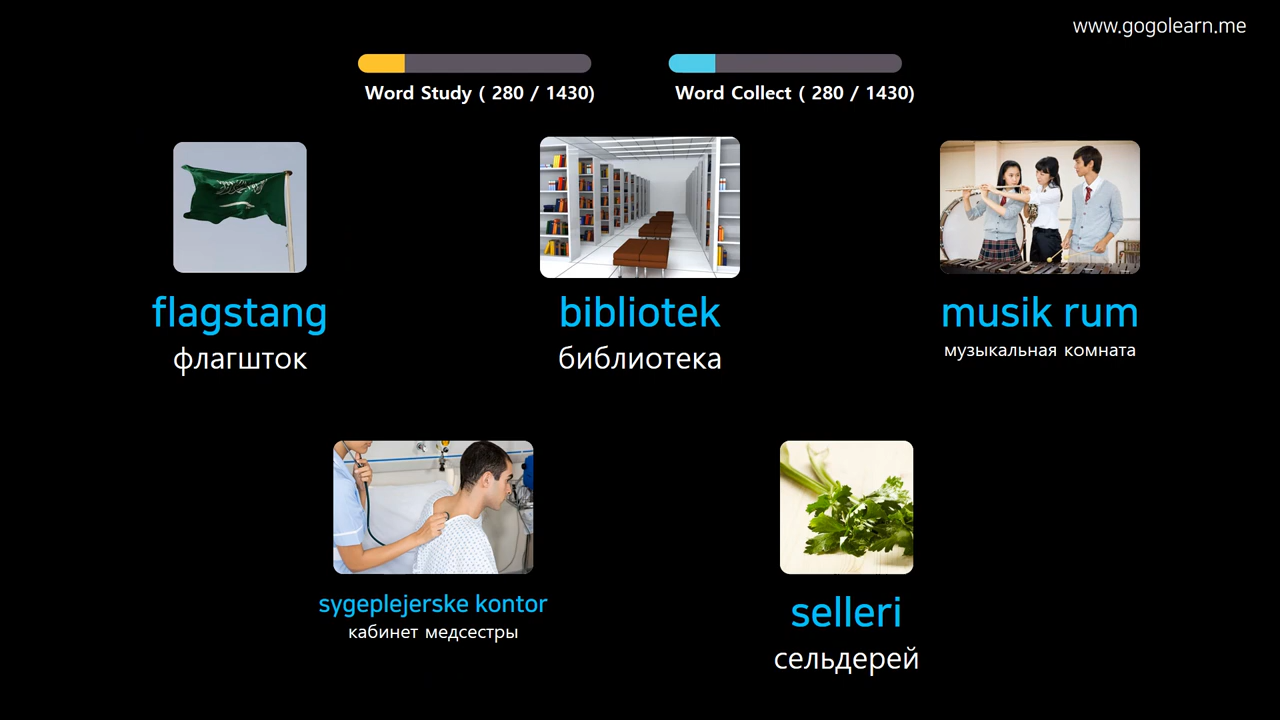 www.gogolearn.me
Word Study ( 280 / 1430)
Word Collect ( 280 / 1430)
flagstang
флагшток
bibliotek
библиотека
musik rum
музыкальная комната
sygeplejerske kontor
кабинет медсестры
selleri
сельдерей